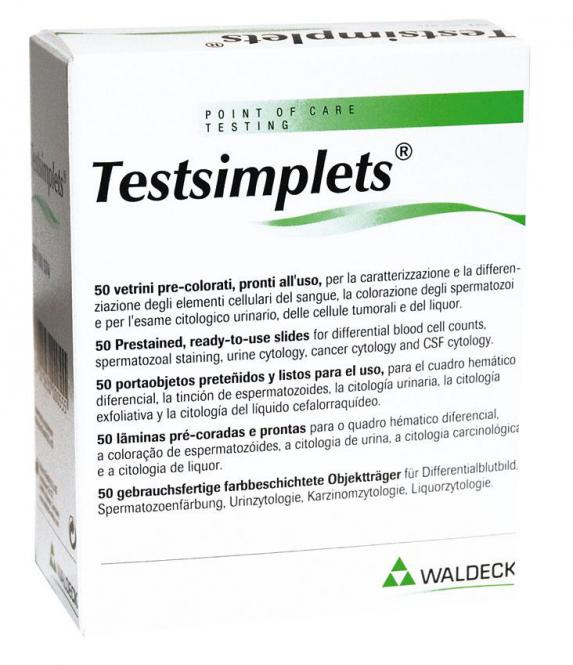 Testsimplets®
POINT OF CARE
TESTING
Testsimplets®
50 vetrini pre-colorati, pronti all'uso, per la caratterizzazione e la differen-
ziazione degli elementi cellulari del sangue, la colorazione degli spermatozoi
e per l'esame citologico urinario, delle cellule tumorali e del liquor.
50 Prestained, ready-to-use slides for differential blood cell counts,
spermatozoal staining, urine cytology, cancer cytology and CSF cytology.
50 portaobjetos preteñidos y listos para el uso, para el cuadro hemático
diferencial, la tinción de espermatozoides, la citología urinaria, la citología
exfoliativa y la citología del líquido cefalorraquídeo.
50 lãminas pré-coradas e prontas para o quadro hématico diferencial,
a coloração de espermatozóides, a citologia de urina, a citologia carcinológica
e a citologia de liquor.
50 gebrauchsfertige farbbeschichtete Objektträger für Differentialblutbild,
Spermatozoenfärbung, Urinzytologie, Karzinomzytologie, Liquorzytologie.
WALDECK
Testsimplets